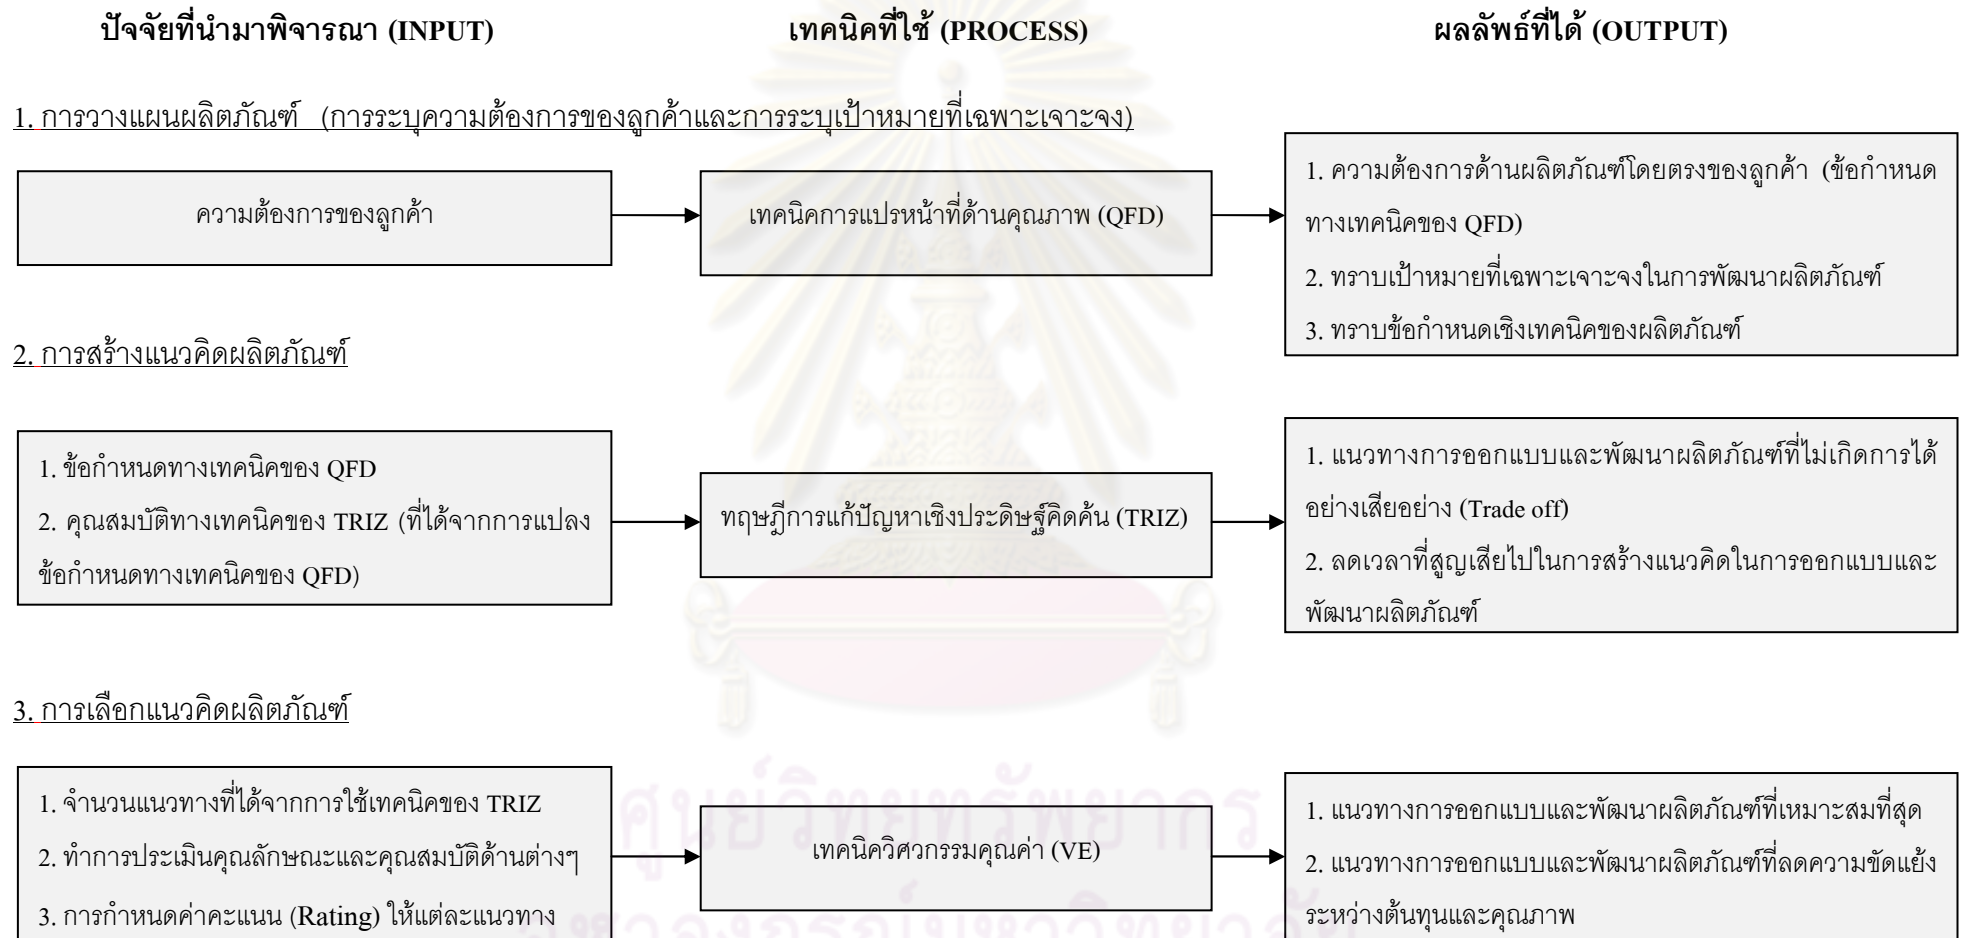 ปัจจัยที่นำมาพิจารณา (INPUT)
เทคนิคที่ใช้ (PROCESS)
ผลลัพธ์ที่ได้ (OUTPUT)
1. การวางแผนผลิตภัณฑ์ (การระบุความต้องการของลูกค้าและการระบุเป้าหมายที่เฉพาะเจาะจง)
ความต้องการของลูกค้า
เทคนิคการแปรหน้าที่ด้านคุณภาพ (QFD)
1. ความต้องการด้านผลิตภัณฑ์โดยตรงของลูกค้า (ข้อกำหนด
ทางเทคนิคของ QFD)
2. ทราบเป้าหมายที่เฉพาะเจาะจงในการพัฒนาผลิตภัณฑ์
3. ทราบข้อกำหนดเชิงเทคนิคของผลิตภัณฑ์
2. การสร้างแนวคิดผลิตภัณฑ์
1. ข้อกำหนดทางเทคนิคของ QFD
2. คุณสมบัติทางเทคนิคของ TRIZ (ที่ได้จากการแปลง
ข้อกำหนดทางเทคนิคของ QFD)
ทฤษฎีการแก้ปัญหาเชิงประดิษฐ์คิดค้น (TRIZ)
1. แนวทางการออกแบบและพัฒนาผลิตภัณฑ์ที่ไม่เกิดการได้
อย่างเสียอย่าง (Trade off)
2. ลดเวลาที่สูญเสียไปในการสร้างแนวคิดในการออกแบบและ
พัฒนาผลิตภัณฑ์
3. การเลือกแนวคิดผลิตภัณฑ์
1. จำนวนแนวทางที่ได้จากการใช้เทคนิคของ TRIZ
2. ทำการประเมินคุณลักษณะและคุณสมบัติด้านต่างๆ
3. การกำหนดค่าคะแนน (Rating) ให้แต่ละแนวทาง
เทคนิควิศวกรรมคุณค่า (VE)
1. แนวทางการออกแบบและพัฒนาผลิตภัณฑ์ที่เหมาะสมที่สุด
2. แนวทางการออกแบบและพัฒนาผลิตภัณฑ์ที่ลดความขัดแย้ง
ระหว่างต้นทุนและคุณภาพ
ศูนย์วิทยทรัพยากร
จุฬาลงกรณ์มหาวิทยาลัย